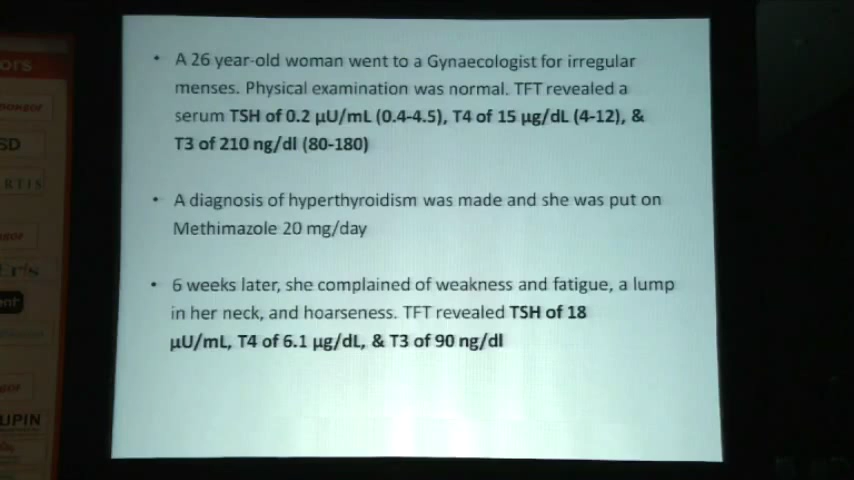 • A 26 year-old woman went to a Gynaecologist for irregular
menses. Physical examination was normal. TFT revealed a
serum TSH of 0.2 µU/mL (0.4-4.5), T4 of 15 µg/dL (4-12), &
T3 of 210 ng/dl (80-180)
• A diagnosis of hyperthyroidism was made and she was put on
Methimazole 20 mg/day
• 6 weeks later, she complained of weakness and fatigue, a lump
in her neck, and hoarseness. TFT revealed TSH of 18
µU/mL, T4 of 6.1 µg/dL, & T3 of 90 ng/dl
ors
SD
RTIS
UPIN